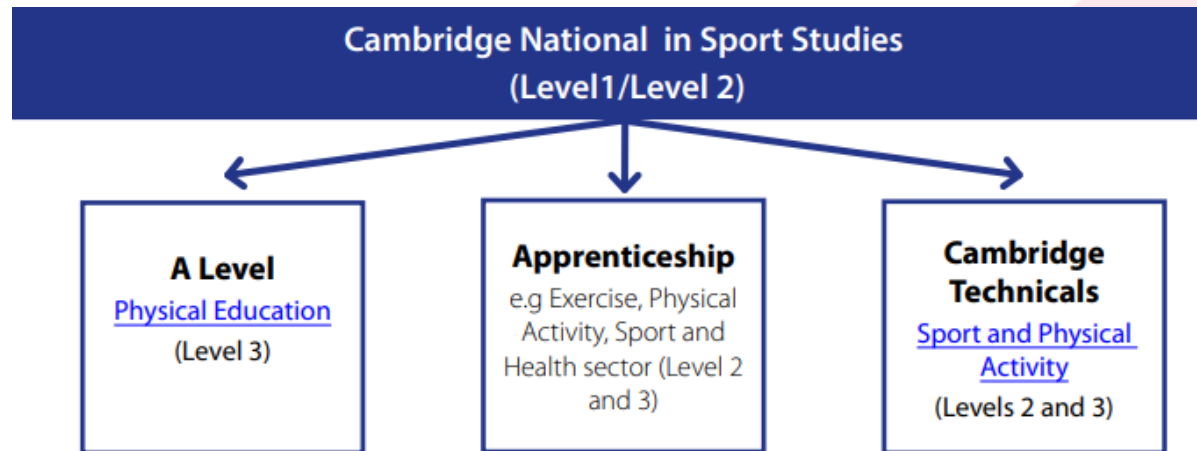 Cambridge National in Sport Studies
(Level1/Level 2)
A Level
Physical Education
(Level 3)
Apprenticeship
e.g Exercise, Physical
Activity, Sport and
Health sector (Level 2
and 3)
Cambridge
Technicals
Sport and Physical
Activity
(Levels 2 and 3)